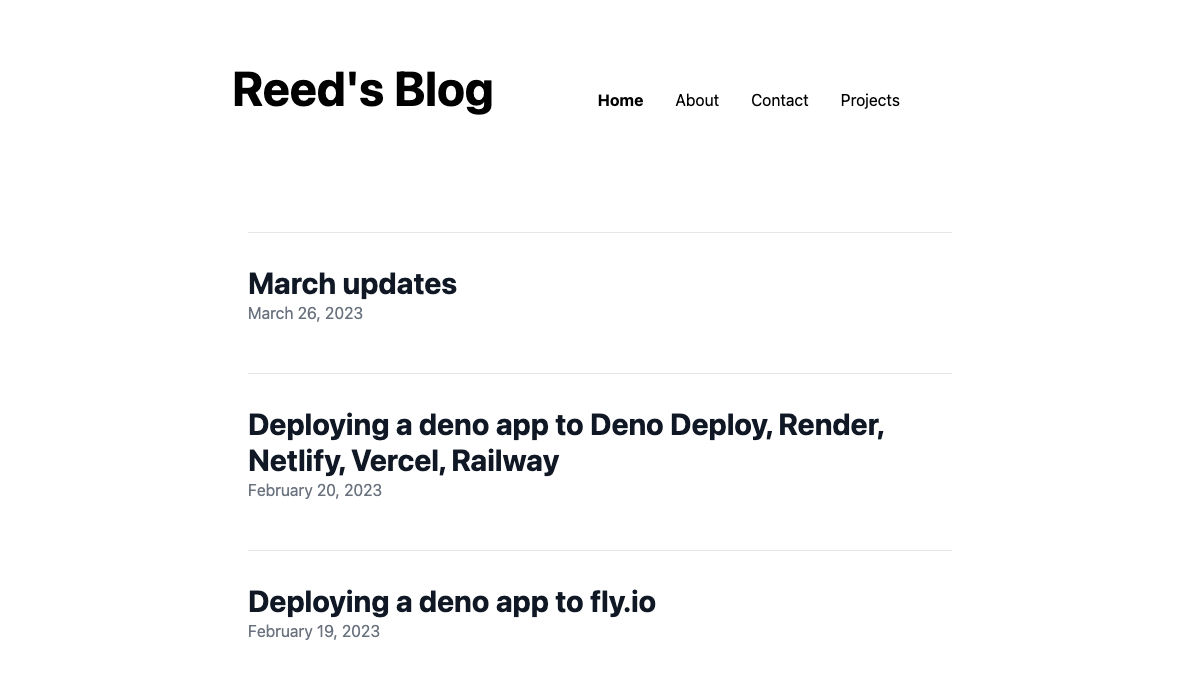 Reed's Blog
Home About Contact Projects
March updates
March 26, 2023
Deploying a deno app to Deno Deploy, Render,
Netlify, Vercel, Railway
February 20, 2023
Deploying a deno app to fly.io
February 19, 2023